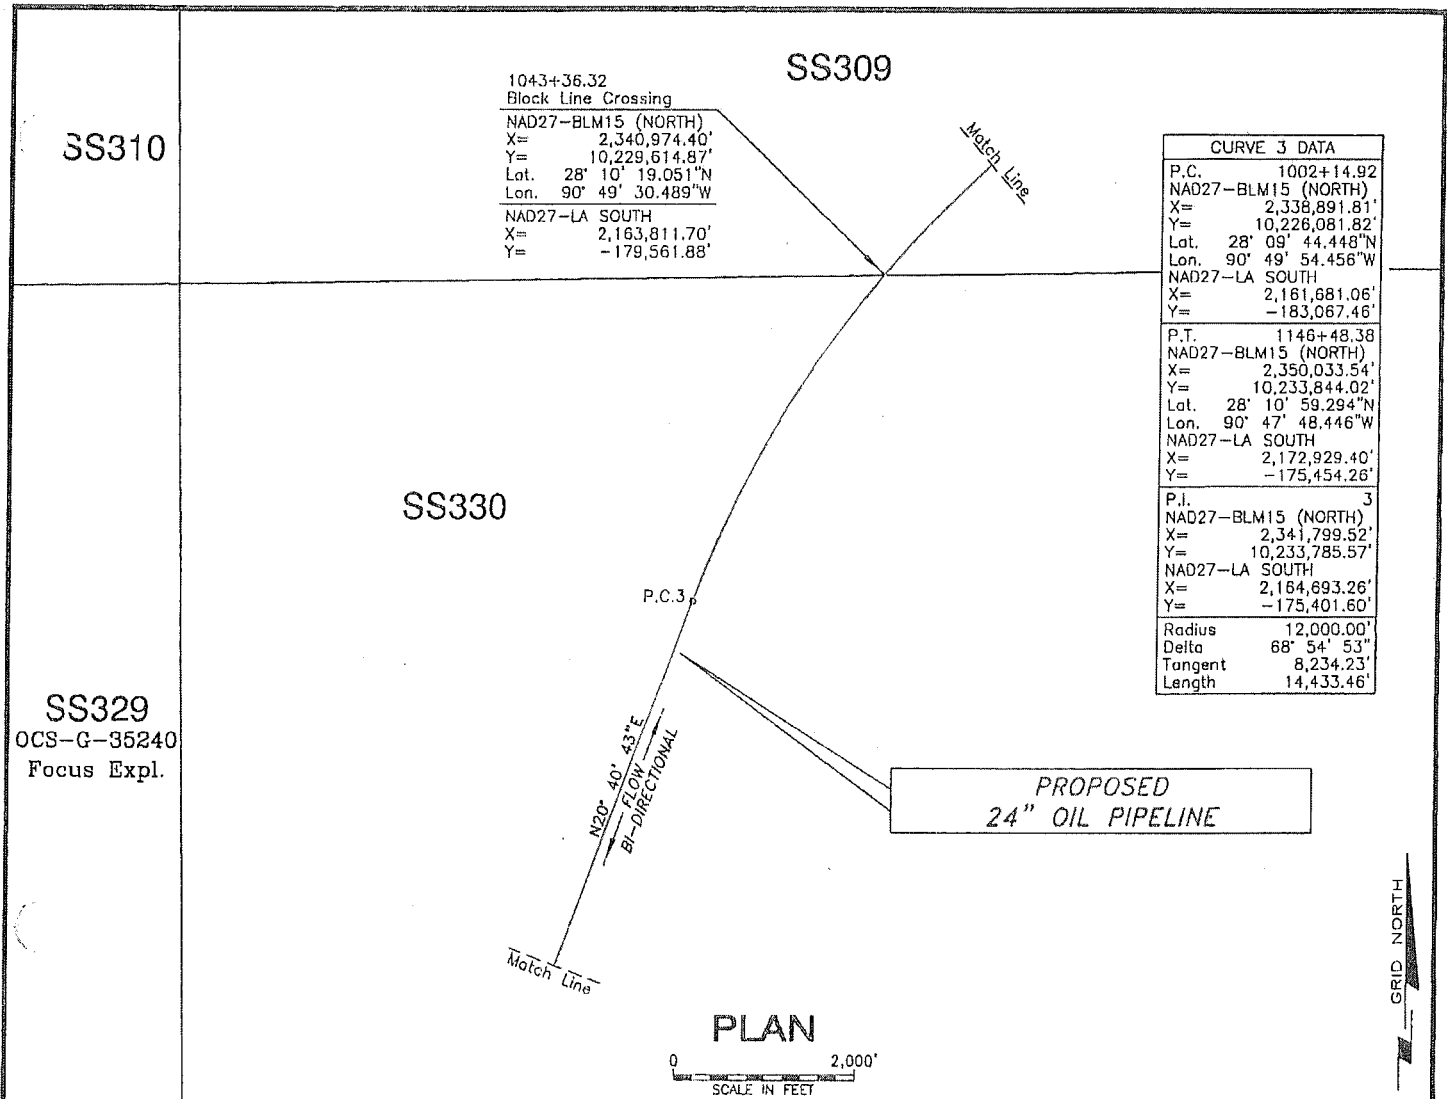 SS309
SS310
1043+36.32
Block Line Crossing
NAD27-BLM15 (NORTH)
X= 2,340,974.40'
Y= 10,229,614.87'
Lat. 28° 10' 19.051"N
Lon. 90° 49' 30.489"W
NAD27-LA SOUTH
X= 2,163,811.70'
Y= -179,561.88'
Match Line
CURVE 3 DATA
P.C. 1002+14.92
NAD27-BLM15 (NORTH)
X= 2,338,891.81'
Y= 10,226,081.82'
Lat. 28° 09' 44.448"N
Lon. 90° 49' 54.456"W
NAD27-LA SOUTH
X= 2,161,681.06'
Y= -183,067.46'
P.T. 1146+48.38
NAD27-BLM15 (NORTH)
X= 2,350,033.54'
Y= 10,233,844.02'
Lat. 28° 10' 59.294"N
Lon. 90° 47' 48.446"W
NAD27-LA SOUTH
X= 2,172,929.40'
Y= -175,454.26'
P.I. 3
NAD27-BLM15 (NORTH)
X= 2,341,799.52'
Y= 10,233,785.57'
NAD27-LA SOUTH
X= 2,164,693.26'
Y= -175,401.60'
Radius 12,000.00'
Delta 68° 54' 53"
Tangent 8,234.23'
Length 14,433.46'
SS330
P.C.3
SS329
OCS-G-35240
Focus Expl.
N20° 40' 43"E
FLOW
BI-DIRECTIONAL
PROPOSED
24" OIL PIPELINE
Match Line
GRID NORTH
PLAN
0 2,000'
SCALE IN FEET